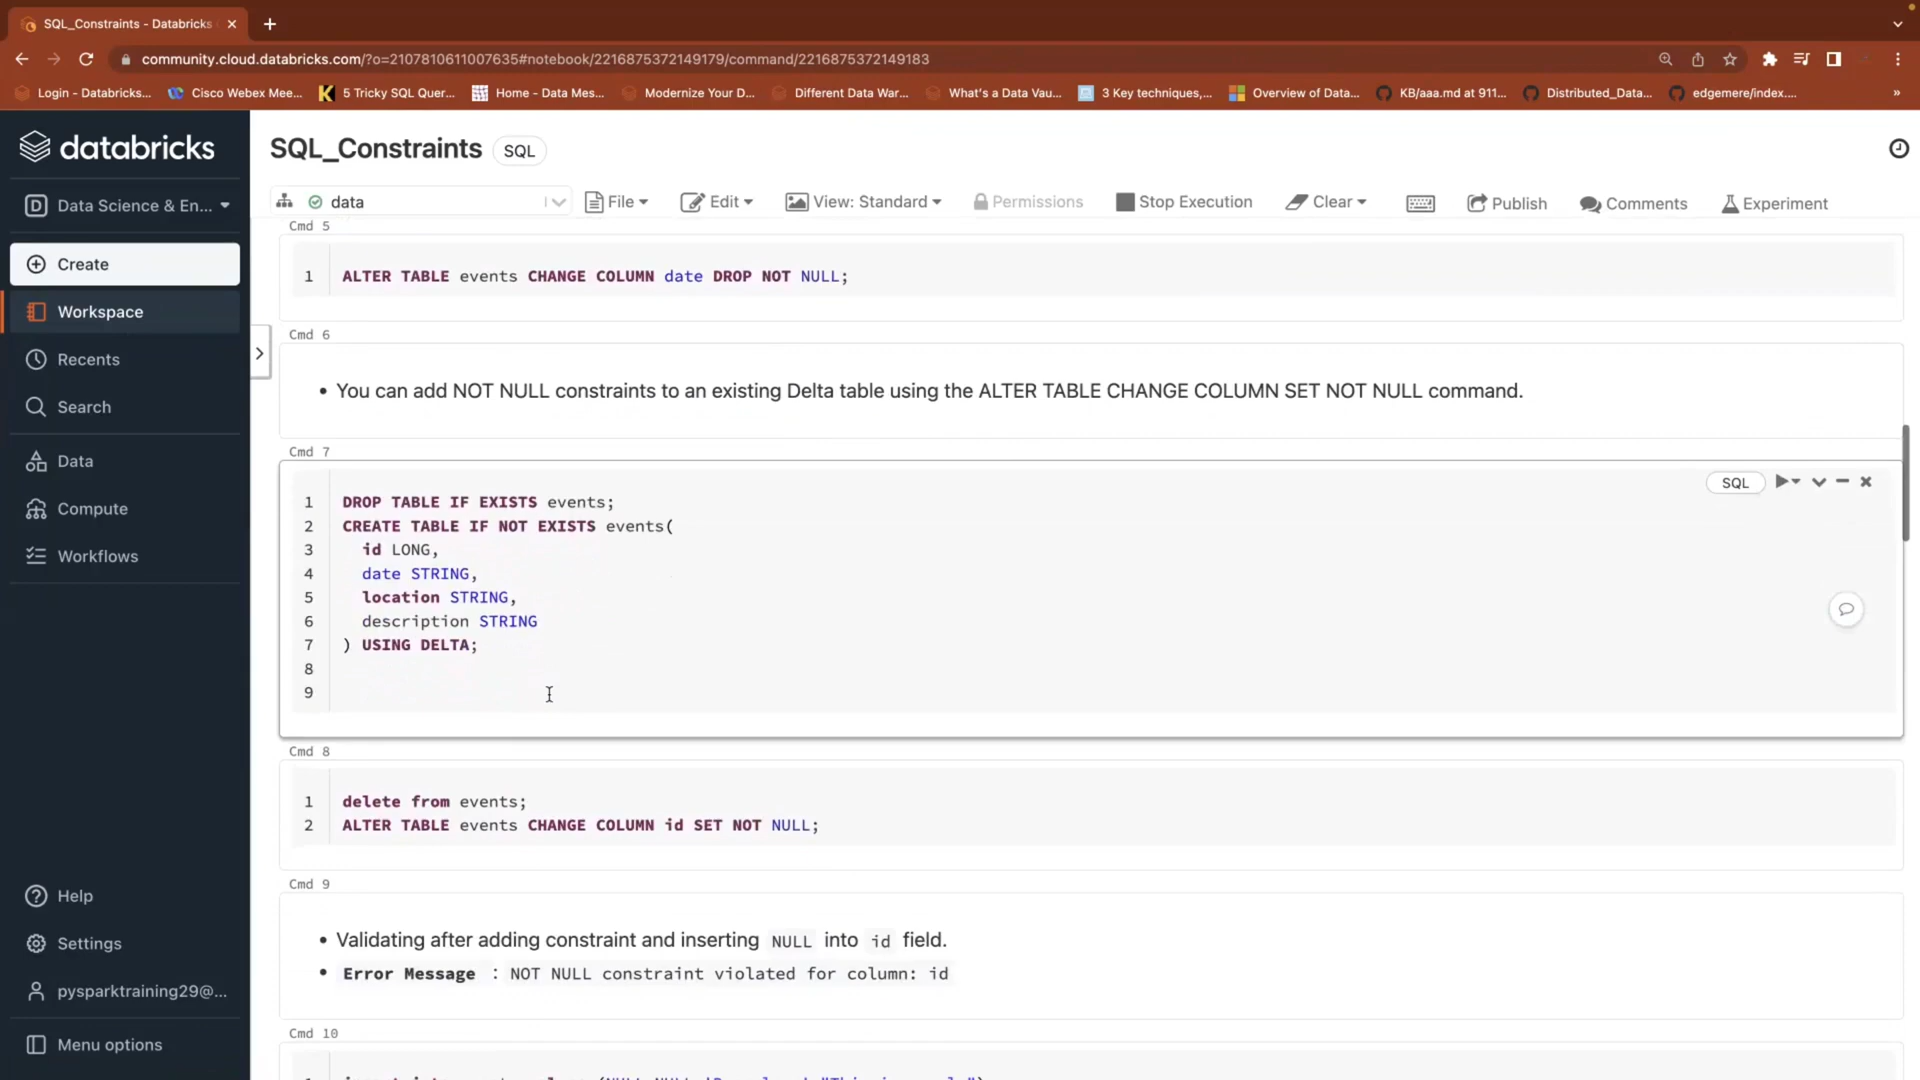 SQL_Constraints - Databricks
community.cloud.databricks.com/?o=2107810611007635#notebook/2216875372149179/command/2216875372149183
Login - Databricks... Cisco Webex Mee... 5 Tricky SQL Quer... Home - Data Mes... Modernize Your D... Different Data War... What's a Data Vau... 3 Key techniques,... Overview of Data... KB/aaa.md at 911... Distributed_Data... edgemere/index.... »
databricks
SQL_Constraints SQL
Data Science & En...
data File Edit View: Standard Permissions Stop Execution Clear Publish Comments Experiment
Create
Workspace
Recents
Search
Data
Compute
Workflows
Help
Settings
pysparktraining29@...
Menu options
Cmd 5
1 ALTER TABLE events CHANGE COLUMN date DROP NOT NULL;
Cmd 6
• You can add NOT NULL constraints to an existing Delta table using the ALTER TABLE CHANGE COLUMN SET NOT NULL command.
Cmd 7
SQL
1 DROP TABLE IF EXISTS events;
2 CREATE TABLE IF NOT EXISTS events(
3 id LONG,
4 date STRING,
5 location STRING,
6 description STRING
7 ) USING DELTA;
8
9
Cmd 8
1 delete from events;
2 ALTER TABLE events CHANGE COLUMN id SET NOT NULL;
Cmd 9
• Validating after adding constraint and inserting NULL into id field.
• Error Message : NOT NULL constraint violated for column: id
Cmd 10